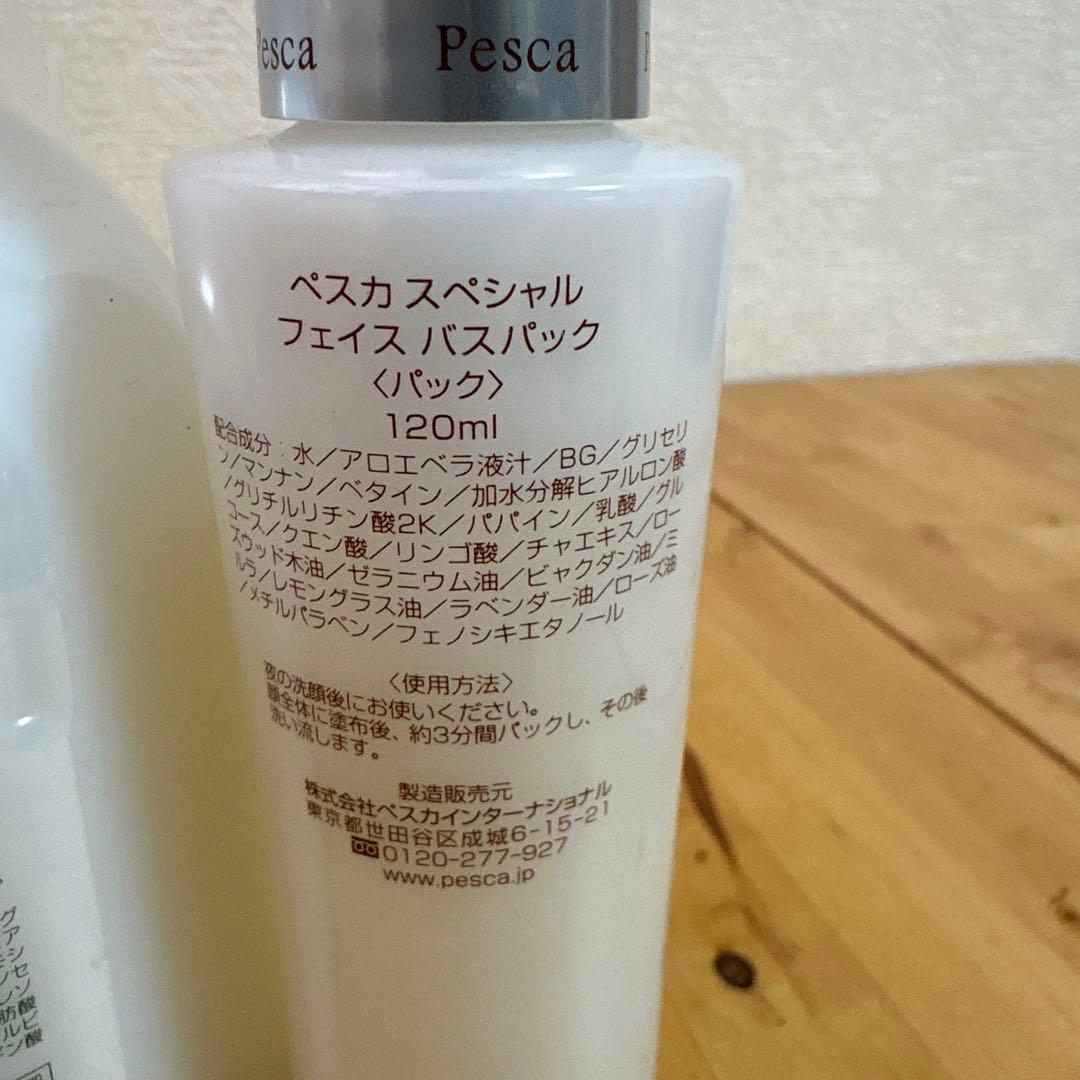 Pesca
Pesca
ペスカ スペシャル
フェイス バスパック
〈パック〉
120ml
配合成分：水／アロエベラ液汁／BG／グリセリ
ン／マンナン／ベタイン／加水分解ヒアルロン酸
／グリチルリチン酸2K／パパイン／乳酸／グル
コース／クエン酸／リンゴ酸／チャエキス／ロー
ズウッド木油／ゼラニウム油／ビャクダン油／ミ
ルラ／レモングラス油／ラベンダー油／ローズ油
／メチルパラベン／フェノシキエタノール
〈使用方法〉
夜の洗顔後にお使いください。
顔全体に塗布後、約3分間パックし、その後
洗い流します。
製造販売元
株式会社ペスカインターナショナル
東京都世田谷区成城6-15-21
0120-277-927
www.pesca.jp